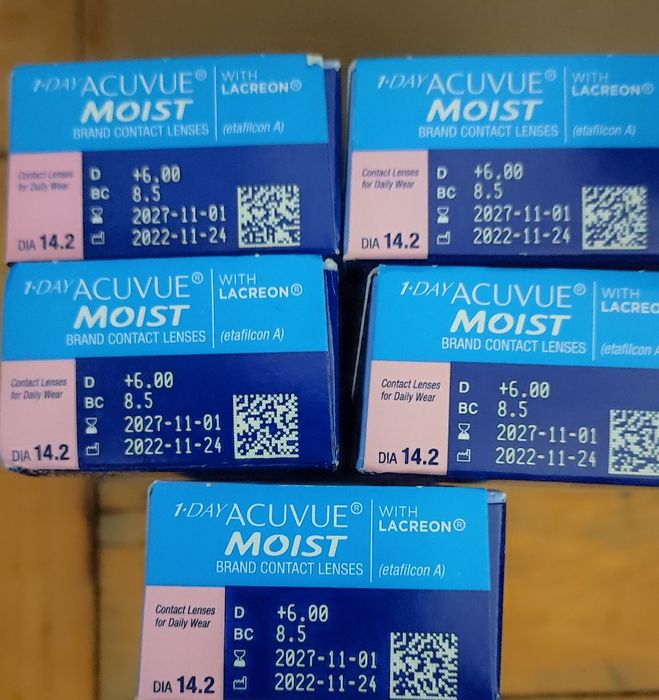 1·DAY ACUVUE® WITH
MOIST LACREON®
BRAND CONTACT LENSES (etafilcon A)
Contact Lenses
for Daily Wear
D +6.00
BC 8.5
2027-11-01
2022-11-24
DIA 14.2
1·DAY ACUVUE® WITH
MOIST LACREON®
BRAND CONTACT LENSES (etafilcon A)
Contact Lenses
for Daily Wear
D +6.00
BC 8.5
2027-11-01
2022-11-24
DIA 14.2
1·DAY ACUVUE® WITH
MOIST LACREON®
BRAND CONTACT LENSES (etafilcon A)
Contact Lenses
for Daily Wear
D +6.00
BC 8.5
2027-11-01
2022-11-24
DIA 14.2
1·DAY ACUVUE® WITH
MOIST LACREO
BRAND CONTACT LENSES (etafilcon A
Contact Lenses
for Daily Wear
D +6.00
BC 8.5
2027-11-01
2022-11-24
DIA 14.2
1·DAY ACUVUE® WITH
MOIST LACREON®
BRAND CONTACT LENSES (etafilcon A)
Contact Lenses
for Daily Wear
D +6.00
BC 8.5
2027-11-01
2022-11-24
DIA 14.2